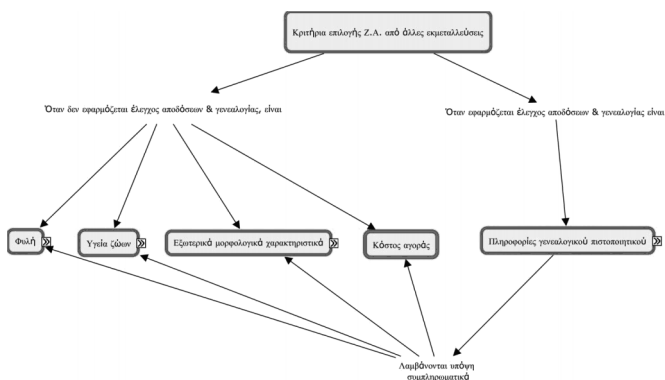 Κριτήρια επιλογής Ζ.Α. από άλλες εκμεταλλεύσεις
Όταν δεν εφαρμόζεται έλεγχος αποδόσεων & γενεαλογίας, είναι
Όταν εφαρμόζεται έλεγχος αποδόσεων & γενεαλογίας είναι
Φυλή
Υγεία ζώων
Εξωτερικά μορφολογικά χαρακτηριστικά
Κόστος αγοράς
Πληροφορίες γενεαλογικού πιστοποιητικού
Λαμβάνονται υπόψη
συμπληρωματικά